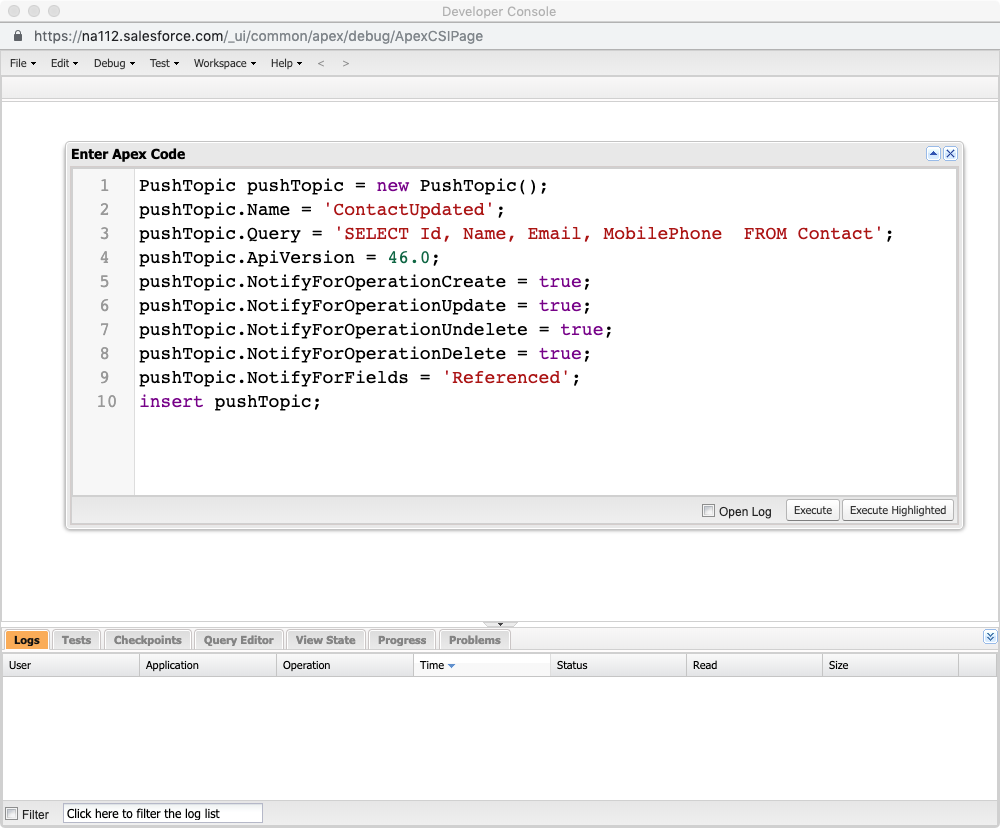 Developer Console
https://na112.salesforce.com/_ui/common/apex/debug/ApexCSIPage
File Edit Debug Test Workspace Help < >
Enter Apex Code
1 PushTopic pushTopic = new PushTopic();
2 pushTopic.Name = 'ContactUpdated';
3 pushTopic.Query = 'SELECT Id, Name, Email, MobilePhone  FROM Contact';
4 pushTopic.ApiVersion = 46.0;
5 pushTopic.NotifyForOperationCreate = true;
6 pushTopic.NotifyForOperationUpdate = true;
7 pushTopic.NotifyForOperationUndelete = true;
8 pushTopic.NotifyForOperationDelete = true;
9 pushTopic.NotifyForFields = 'Referenced';
10 insert pushTopic;
Open Log Execute Execute Highlighted
Logs Tests Checkpoints Query Editor View State Progress Problems
User Application Operation Time Status Read Size
Filter Click here to filter the log list